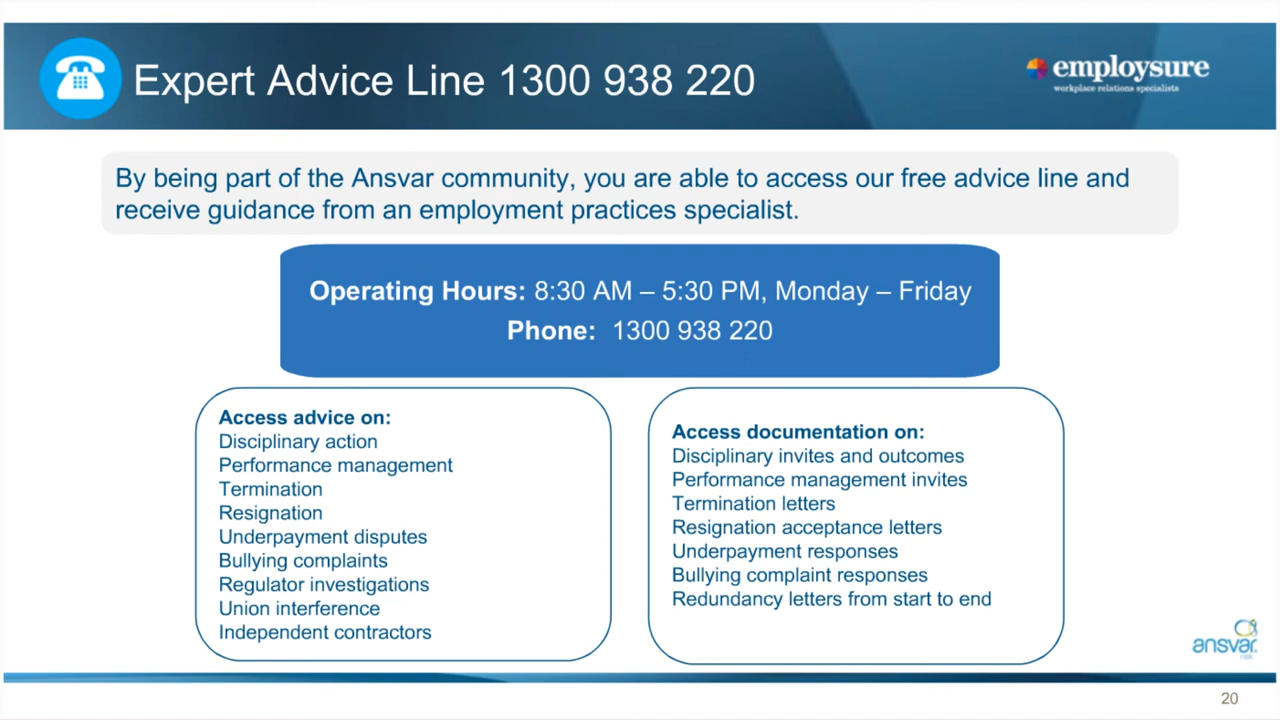 Expert Advice Line 1300 938 220
employsure
workplace relations specialists
By being part of the Ansvar community, you are able to access our free advice line and
receive guidance from an employment practices specialist.
Operating Hours: 8:30 AM – 5:30 PM, Monday – Friday
Phone: 1300 938 220
Access advice on:
Disciplinary action
Performance management
Termination
Resignation
Underpayment disputes
Bullying complaints
Regulator investigations
Union interference
Independent contractors
Access documentation on:
Disciplinary invites and outcomes
Performance management invites
Termination letters
Resignation acceptance letters
Underpayment responses
Bullying complaint responses
Redundancy letters from start to end
ansvar
risk
20